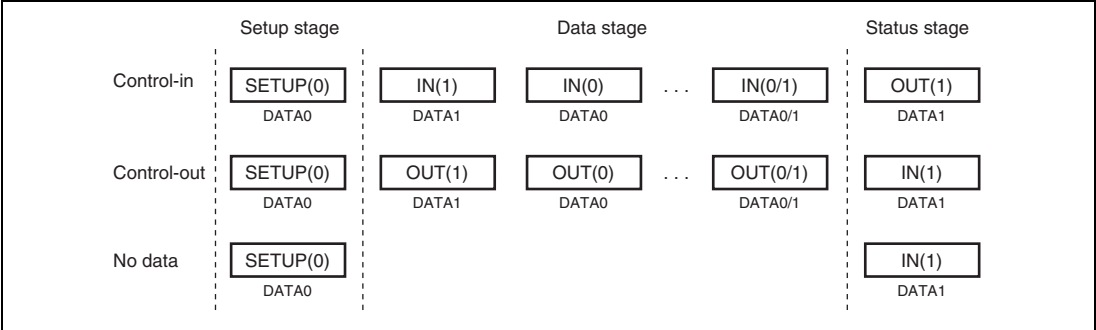 Setup stage Data stage Status stage
Control-in SETUP(0) IN(1) IN(0) . . . IN(0/1) OUT(1)
DATA0 DATA1 DATA0 DATA0/1 DATA1
Control-out SETUP(0) OUT(1) OUT(0) . . . OUT(0/1) IN(1)
DATA0 DATA1 DATA0 DATA0/1 DATA1
No data SETUP(0) IN(1)
DATA0 DATA1